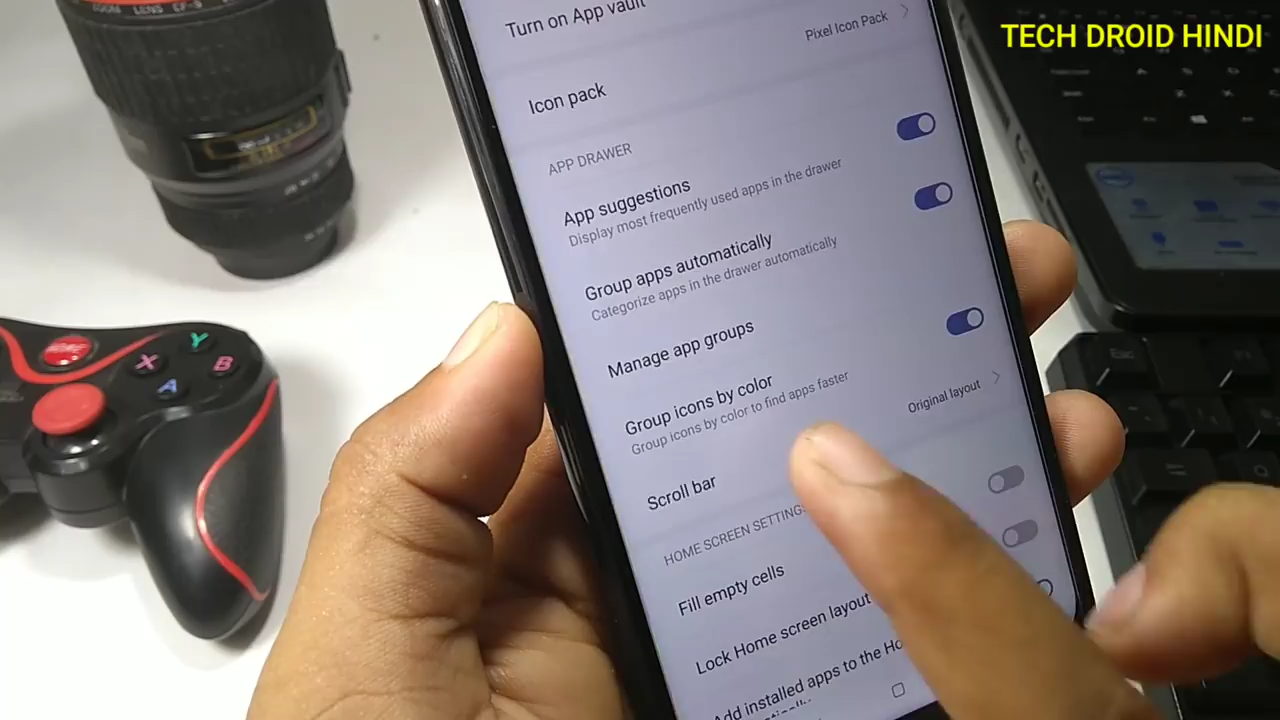 TECH DROID HINDI
Turn on App vault
Pixel Icon Pack
Icon pack
APP DRAWER
App suggestions
Display most frequently used apps in the drawer
Group apps automatically
Categorize apps in the drawer automatically
Manage app groups
Group icons by color
Group icons by color to find apps faster
Original layout
Scroll bar
HOME SCREEN SETTINGS
Fill empty cells
Lock Home screen layout
Add installed apps to the Ho
HOME
X
Y
B
A
Esc